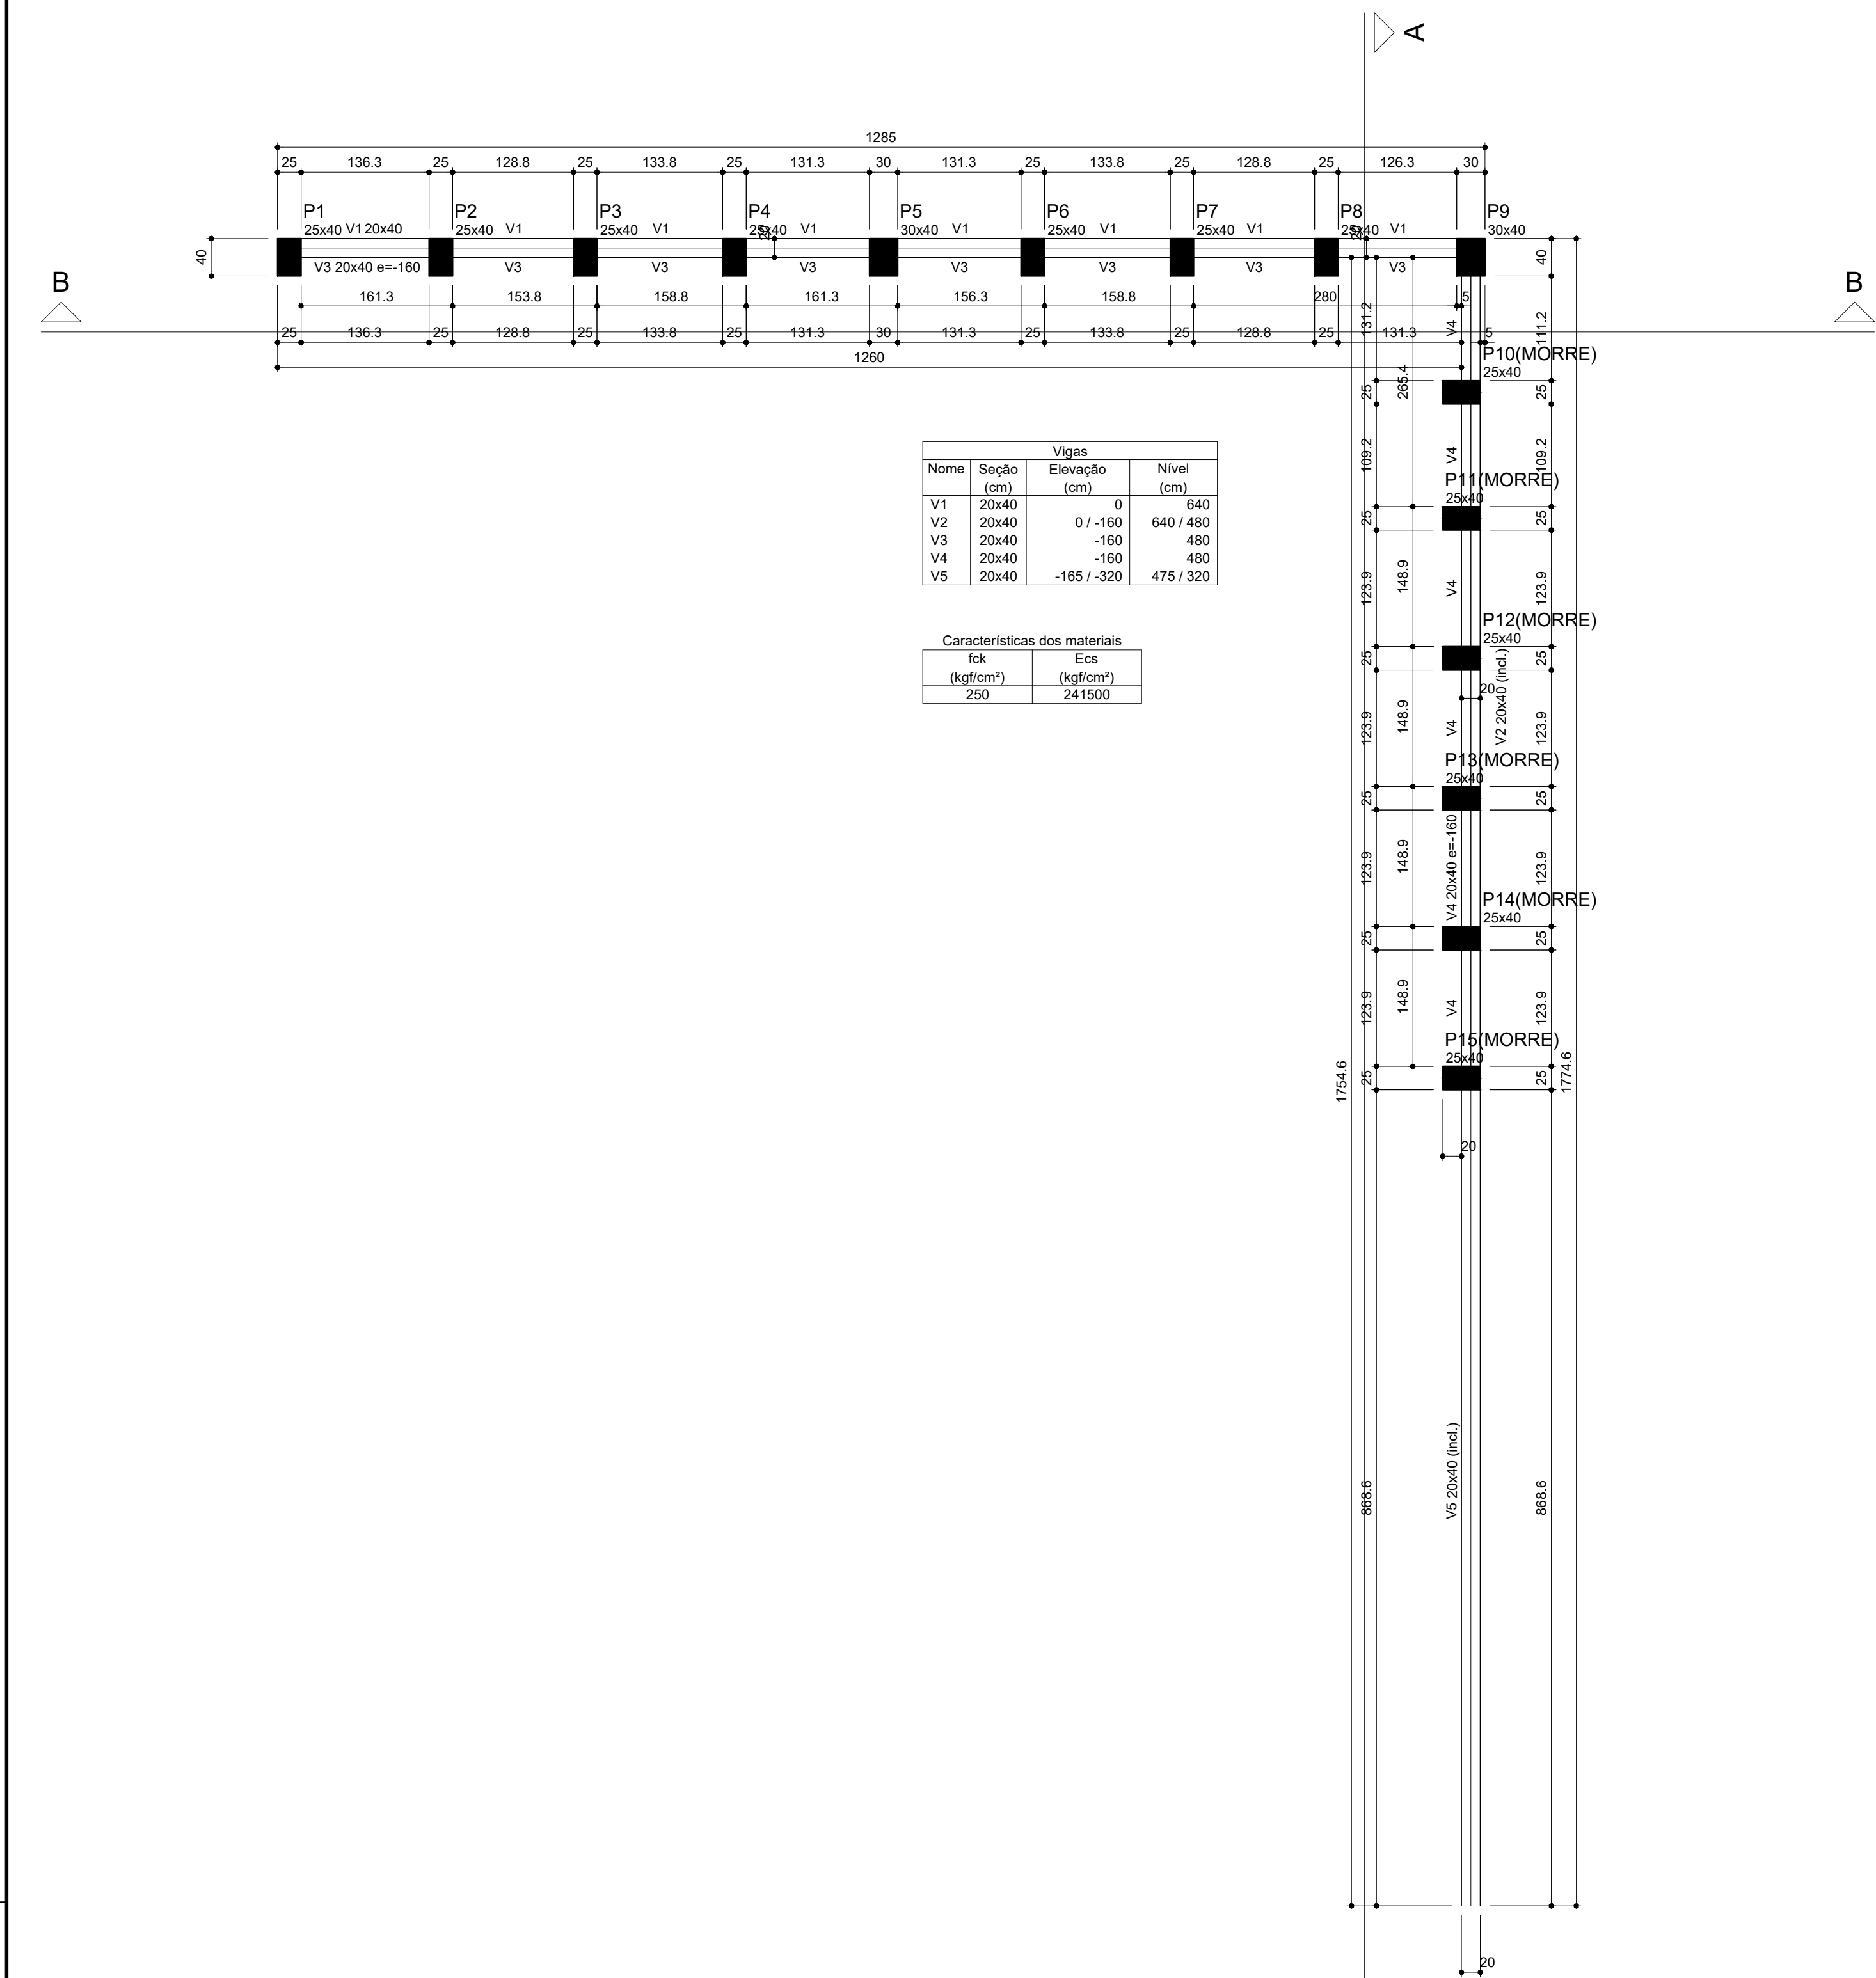 A
1285
25 136.3 25 128.8 25 133.8 25 131.3 30 131.3 25 133.8 25 128.8 25 126.3 30
P1 P2 P3 P4 P5 P6 P7 P8 P9
25x40 V1 20x40 25x40 V1 25x40 V1 25x40 V1 30x40 V1 25x40 V1 25x40 V1 25x40 V1 30x40
20 20
40 40
V3 20x40 e=-160 V3 V3 V3 V3 V3 V3 V3
B B
161.3 153.8 158.8 161.3 156.3 158.8 280 5
25 136.3 25 128.8 25 133.8 25 131.3 30 131.3 25 133.8 25 128.8 25 131.3 5
1260
131.2 V4 111.2
P10(MORRE)
25x40
25 265.4 25
Vigas
Nome Seção Elevação Nível
(cm) (cm) (cm)
V1 20x40 0 640
V2 20x40 0 / -160 640 / 480
V3 20x40 -160 480
V4 20x40 -160 480
V5 20x40 -165 / -320 475 / 320
109.2 V4 109.2
P11(MORRE)
25x40
25 25
123.9 148.9 V4 123.9
Características dos materiais
fck Ecs
(kgf/cm²) (kgf/cm²)
250 241500
P12(MORRE)
25x40
25 25
20
V2 20x40 (incl.)
123.9 148.9 V4 123.9
P13(MORRE)
25x40
25 25
123.9 148.9 V4 20x40 e=-160 123.9
P14(MORRE)
25x40
25 25
123.9 148.9 V4 123.9
P15(MORRE)
25x40
1754.6 25 25 1774.6
20
868.6 V5 20x40 (incl.) 868.6
20